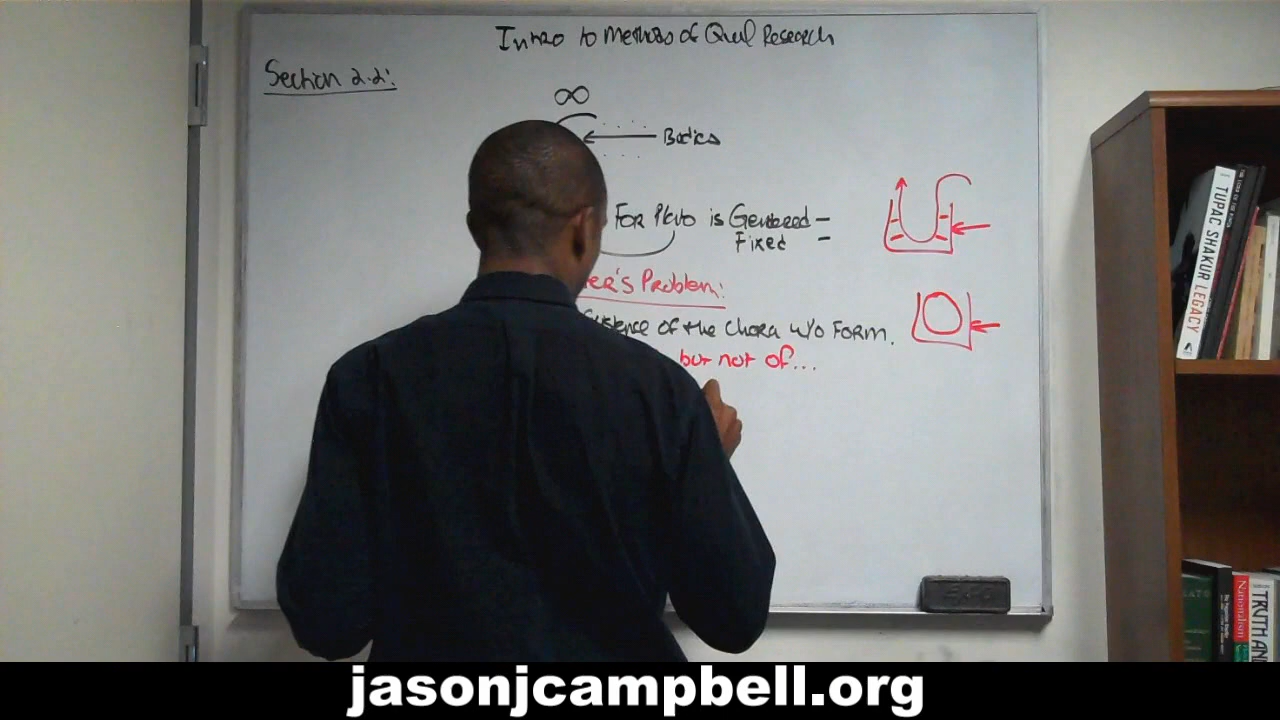 Intro to Methods of Qual Research
Section 2.2:
∞
Bodies
For Plato is Gendered -
Fixed -
er's Problem:
of the Chora w/o Form.
but not of...
TUPAC SHAKUR LEGACY
Nationalism
TRUTH AND
EXPO
jasonjcampbell.org